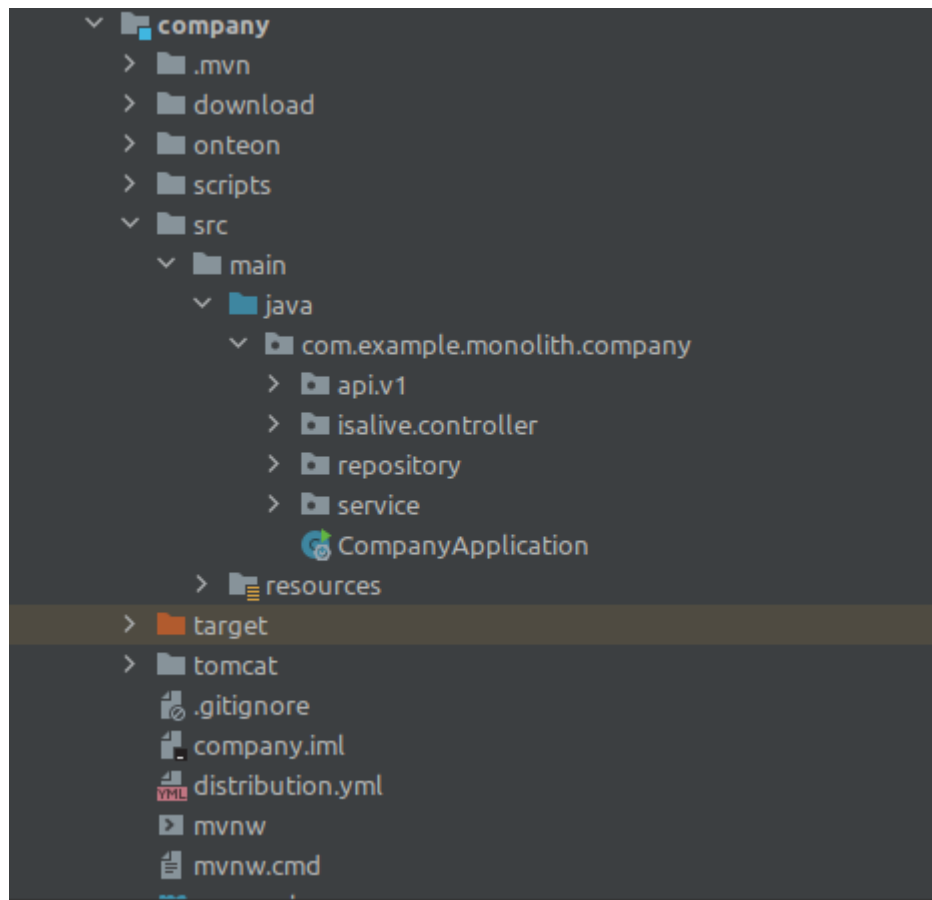 company
.mvn
download
onteon
scripts
src
main
java
com.example.monolith.company
api.v1
isalive.controller
repository
service
CompanyApplication
resources
target
tomcat
.gitignore
company.iml
YML distribution.yml
mvnw
mvnw.cmd